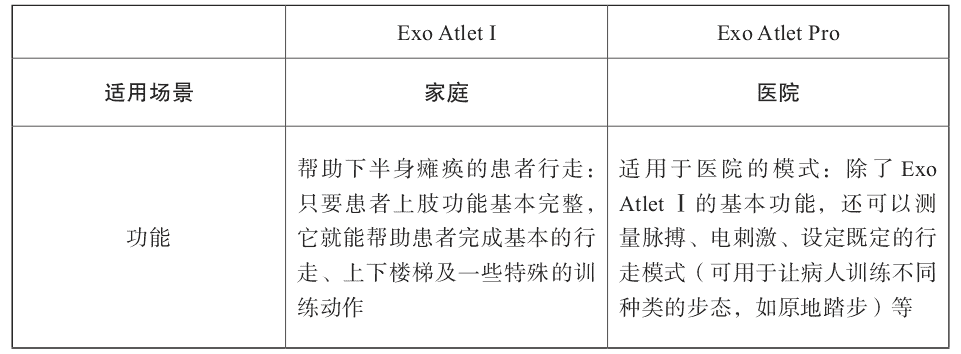 Exo Atlet I
Exo Atlet Pro
适用场景
家庭
医院
功能
帮助下半身瘫痪的患者行走：
只要患者上肢功能基本完整，
它就能帮助患者完成基本的行
走、上下楼梯及一些特殊的训
练动作
适用于医院的模式：除了 Exo
Atlet Ⅰ的基本功能，还可以测
量脉搏、电刺激、设定既定的行
走模式（可用于让病人训练不同
种类的步态，如原地踏步）等